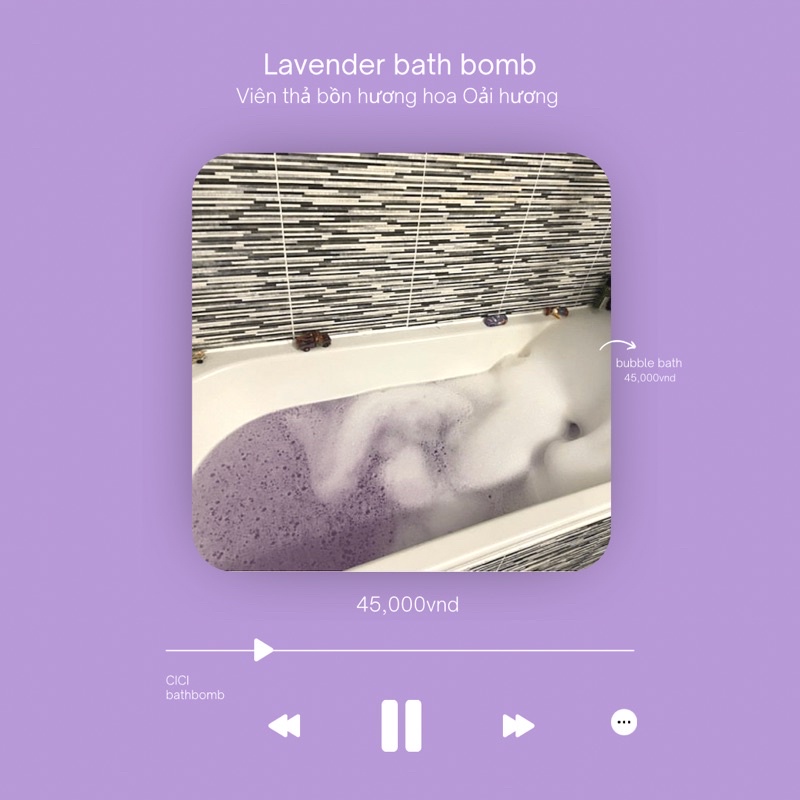 Lavender bath bomb
Viên thả bồn hương hoa Oải hương
bubble bath
45,000vnd
45,000vnd
CICI
bathbomb